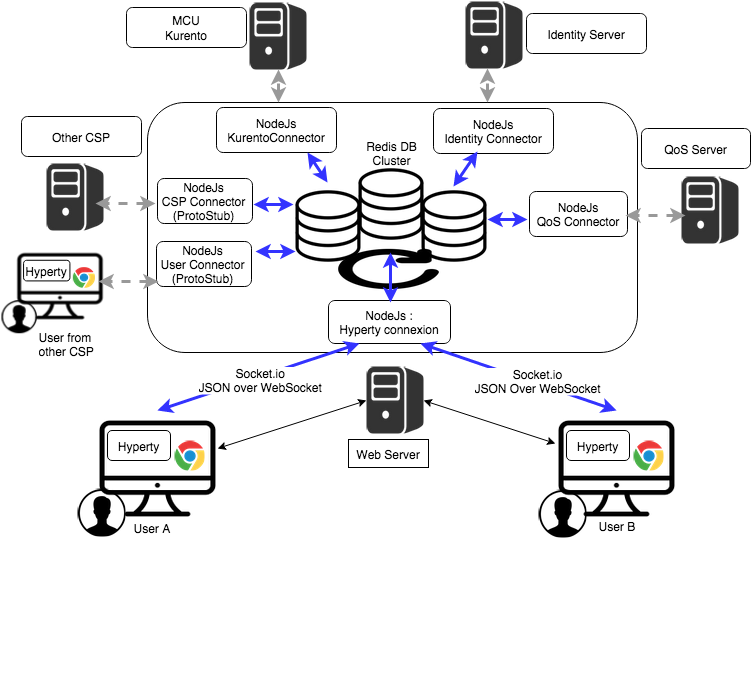 MCU
Kurento
Identity Server
NodeJs
KurentoConnector
NodeJs
Identity Connector
Other CSP
Redis DB
Cluster
QoS Server
NodeJs
CSP Connector
(ProtoStub)
NodeJs
QoS Connector
NodeJs
User Connector
(ProtoStub)
Hyperty
User from
other CSP
NodeJs :
Hyperty connexion
Socket.io
JSON over WebSocket
Socket.io
JSON Over WebSocket
Hyperty
Web Server
Hyperty
User A
User B